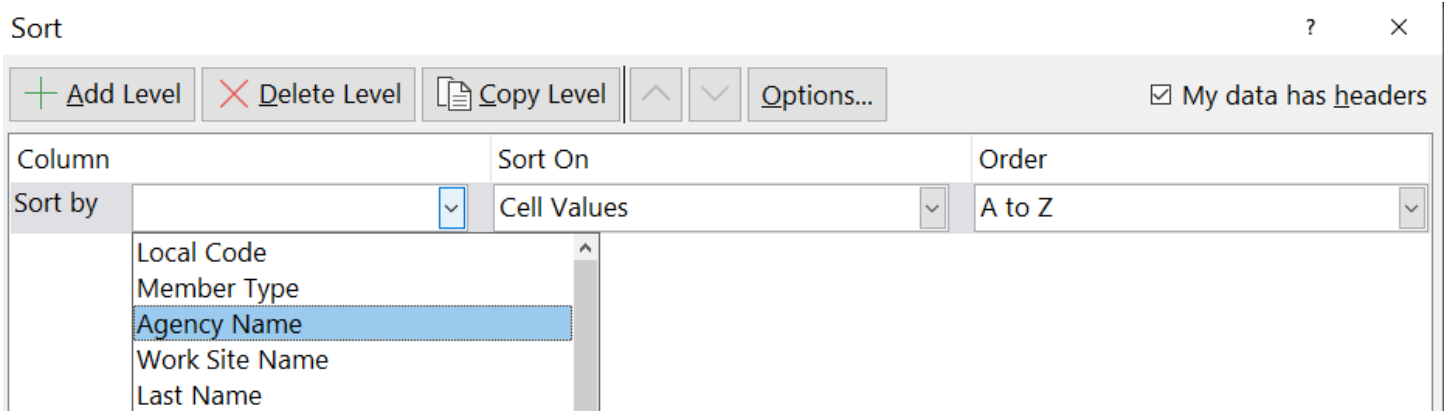 Sort ?
Add Level Delete Level Copy Level Options... My data has headers
Column Sort On Order
Sort by Cell Values A to Z
Local Code
Member Type
Agency Name
Work Site Name
Last Name